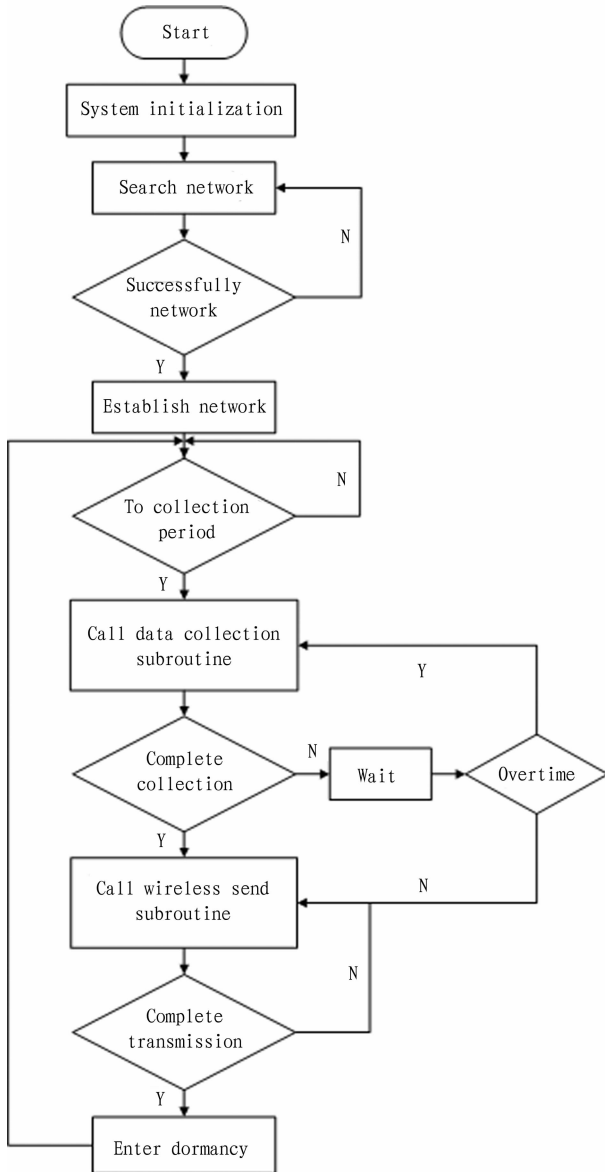 Start
System initialization
Search network
N
Successfully
network
Y
Establish network
N
To collection
period
Y
Call data collection
subroutine
Y
Complete
collection
N
Wait
Overtime
Y
Call wireless send
subroutine
N
N
Complete
transmission
Y
Enter dormancy